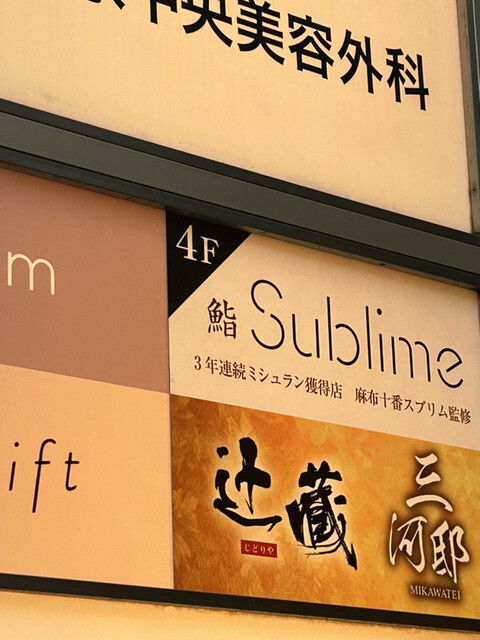 中央美容外科
m
ift
4F
鮨 Sublime
3年連続ミシュラン獲得店 麻布十番スブリム監修
辻蔵
じどりや
三河邸
MIKAWATEI